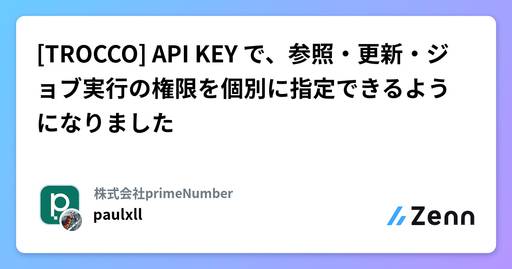 [TROCCO] API KEY で、参照・更新・ジ
ョブ実行の権限を個別に指定できるよう
になりました
株式会社primeNumber
paulxll
Zenn